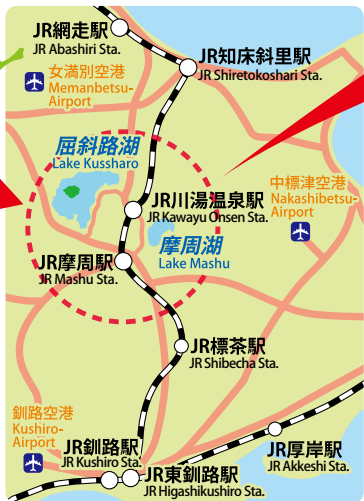 JR網走駅
JR Abashiri Sta.
JR知床斜里駅
JR Shiretokoshari Sta.
女満別空港
Memanbetsu-
Airport
屈斜路湖
Lake Kussharo
中標津空港
Nakashibetsu-
Airport
JR川湯温泉駅
JR Kawayu Onsen Sta.
摩周湖
Lake Mashu
JR摩周駅
JR Mashu Sta.
JR標茶駅
JR Shibecha Sta.
釧路空港
Kushiro-
Airport
JR釧路駅
JR Kushiro Sta.
JR厚岸駅
JR Akkeshi Sta.
JR東釧路駅
JR Higashikushiro Sta.